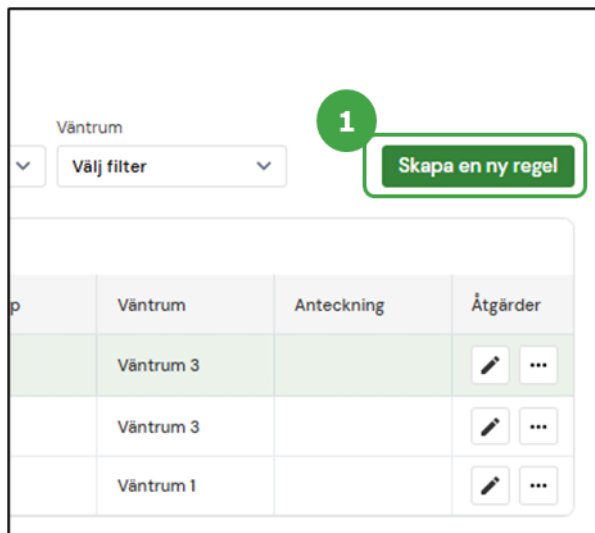 1
Väntrum
Välj filter
Skapa en ny regel
p Väntrum Anteckning Åtgärder
Väntrum 3
Väntrum 3
Väntrum 1